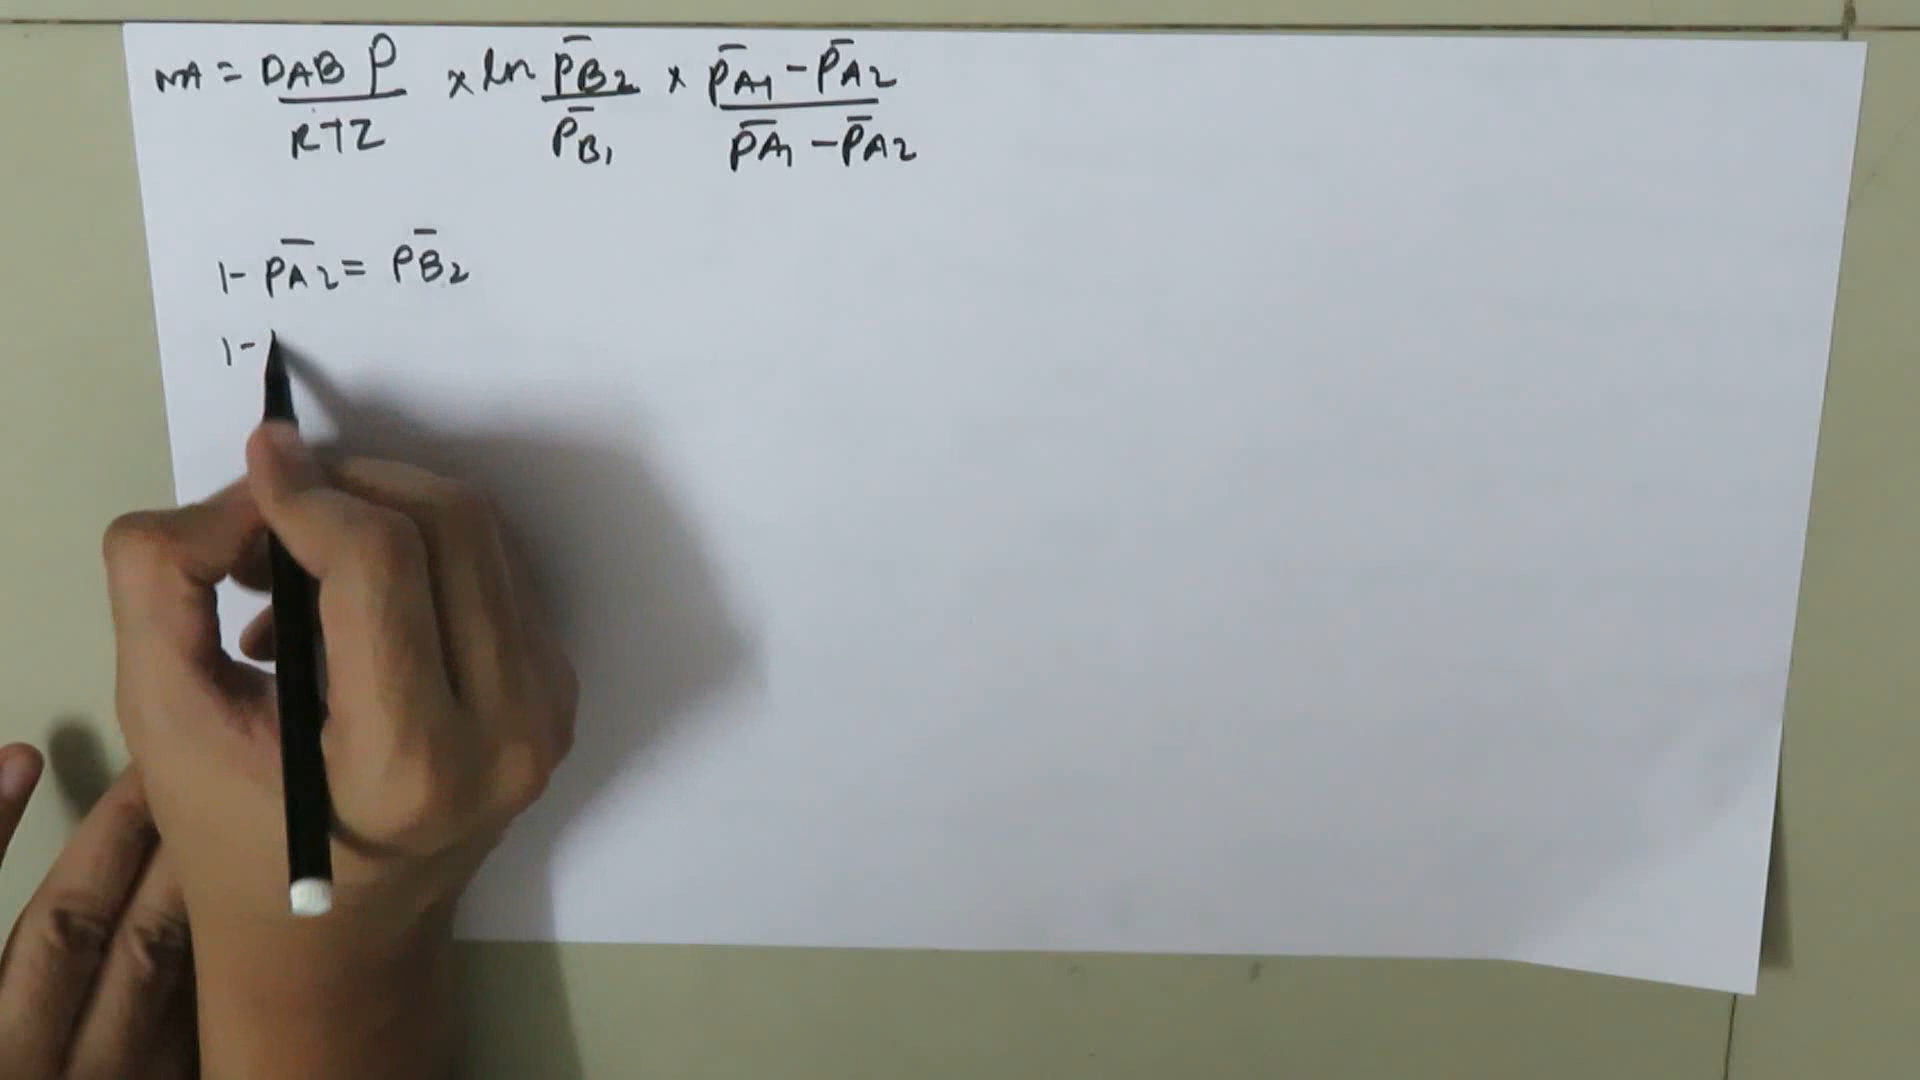 NA = DAB P / RTZ × ln p̄B2 / p̄B1 × p̄A1 - p̄A2 / p̄A1 - p̄A2
1 - p̄A2 = p̄B2
1 -